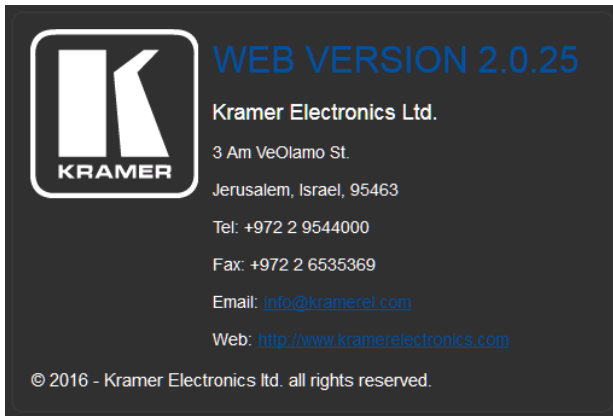 KRAMER
WEB VERSION 2.0.25
Kramer Electronics Ltd.
3 Am VeOlamo St.
Jerusalem, Israel, 95463
Tel: +972 2 9544000
Fax: +972 2 6535369
Email: info@kramerel.com
Web: http://www.kramerelectronics.com
© 2016 - Kramer Electronics ltd. all rights reserved.